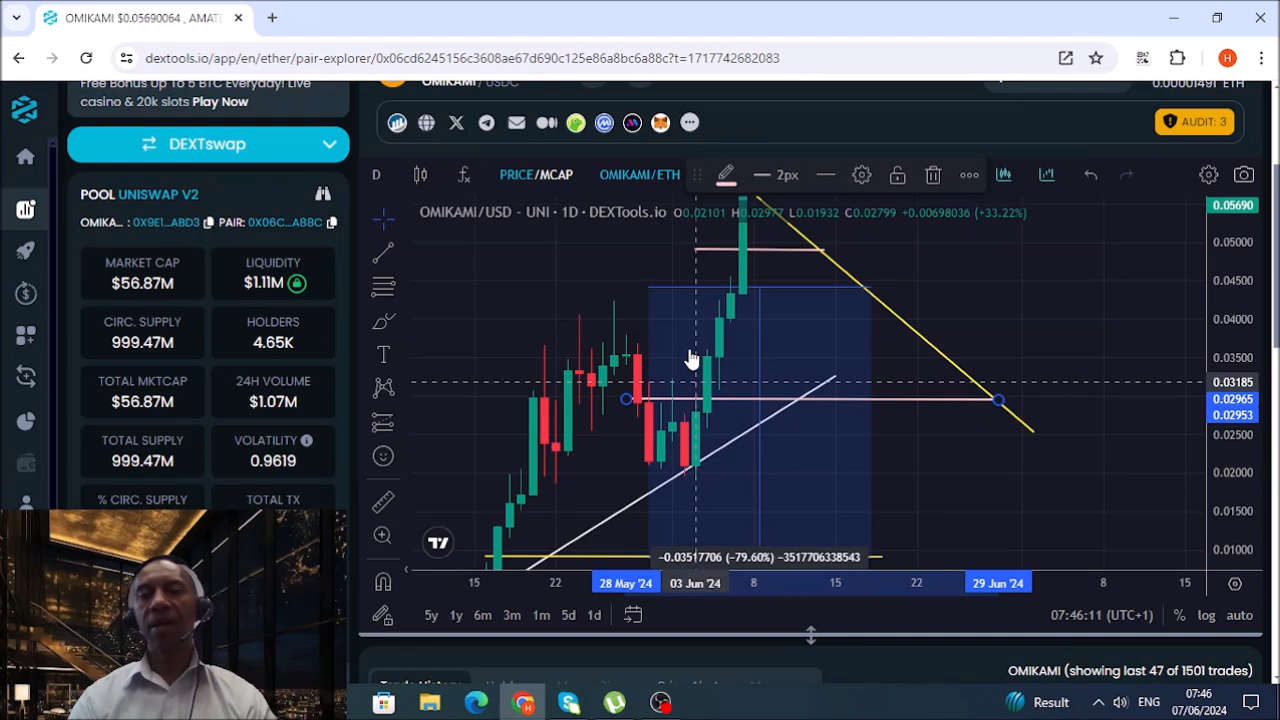 OMIKAMI $0.05690064 , AMATE
dextools.io/app/en/ether/pair-explorer/0x06cd6245156c3608ae67d690c125e86a8bc6a88c?t=1717742682083
H
Free Bonus Up To 5 BTC Everyday! Live
casino & 20k slots Play Now
DEXTswap
POOL UNISWAP V2
OMIKA... : 0X9E1...ABD3 PAIR: 0X06C...A88C
MARKET CAP
$56.87M
LIQUIDITY
$1.11M
CIRC. SUPPLY
999.47M
HOLDERS
4.65K
TOTAL MKTCAP
$56.87M
24H VOLUME
$1.07M
TOTAL SUPPLY
999.47M
VOLATILITY
0.9619
% CIRC. SUPPLY
TOTAL TX
OMIKAMI/USDC
0.00001491 ETH
AUDIT: 3
D
PRICE/MCAP
OMIKAMI/ETH
2px
OMIKAMI/USD - UNI · 1D · DEXTools.io O0.02101 H0.02977 L0.01932 C0.02799 +0.00698036 (+33.22%)
0.05690
0.05000
0.04500
0.04000
0.03500
0.03185
0.02965
0.02953
0.02500
0.02000
0.01500
0.01000
-0.03517706 (-79.60%) -3517706338543
15
22
28 May '24
03 Jun '24
8
15
22
29 Jun '24
8
15
5y 1y 6m 3m 1m 5d 1d
07:46:11 (UTC+1)
% log auto
OMIKAMI (showing last 47 of 1501 trades)
Result
ENG
07:46
07/06/2024